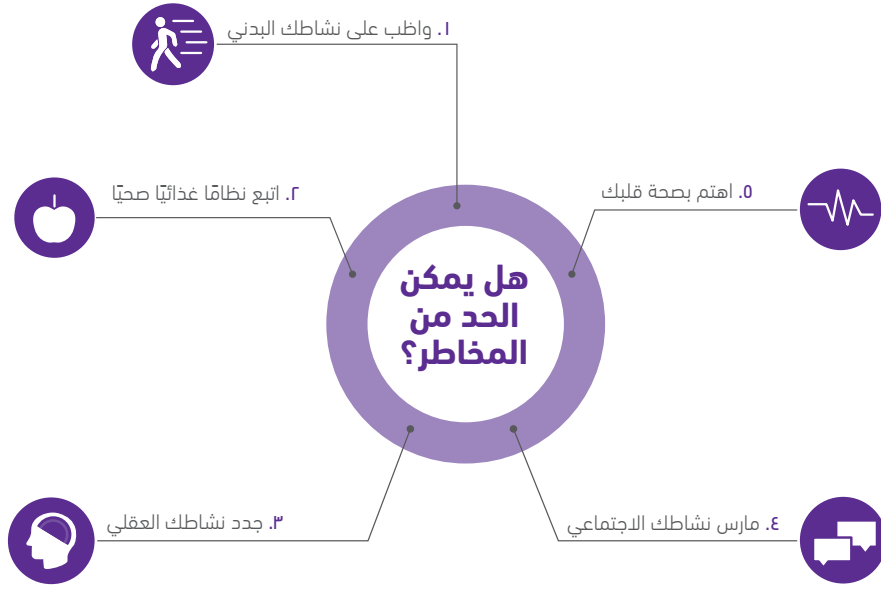 هل يمكن
الحد من
المخاطر؟
١. واظب على نشاطك البدني
٢. اتبع نظامًا غذائيًا صحيًا
٣. جدد نشاطك العقلي
٤. مارس نشاطك الاجتماعي
٥. اهتم بصحة قلبك